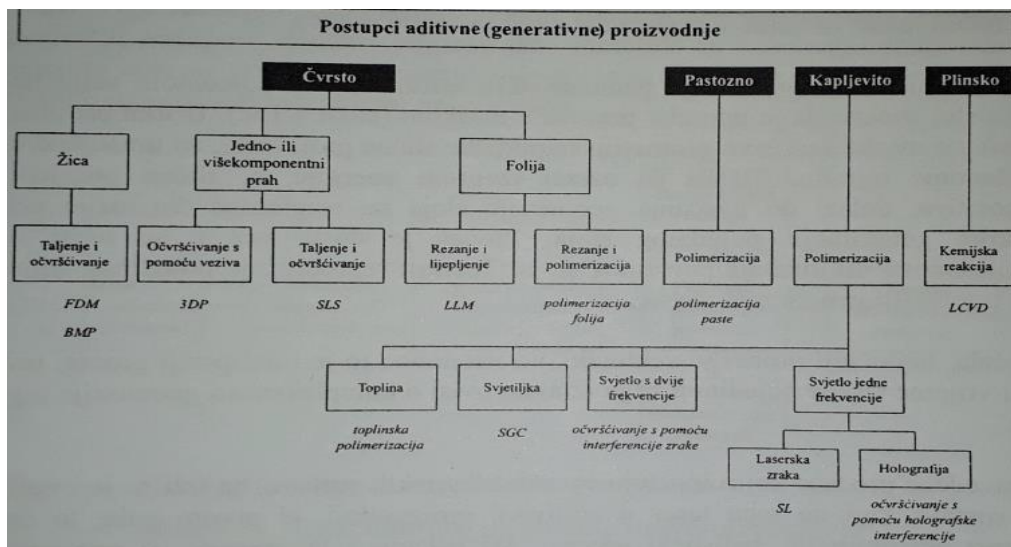 Postupci aditivne (generativne) proizvodnje
Čvrsto
Pastozno
Kapljevito
Plinsko
Žica
Jedno- ili
višekomponentni
prah
Folija
Taljenje i
očvršćivanje
Očvršćivanje s
pomoću veziva
Taljenje i
očvršćivanje
Rezanje i
lijepljenje
Rezanje i
polimerizacija
Polimerizacija
Polimerizacija
Kemijska
reakcija
FDM
BMP
3DP
SLS
LLM
polimerizacija
folija
polimerizacija
paste
LCVD
Toplina
Svjetiljka
Svjetlo s dvije
frekvencije
Svjetlo jedne
frekvencije
toplinska
polimerizacija
SGC
očvršćivanje s pomoću
interferencije zrake
Laserska
zraka
Holografija
SL
očvršćivanje s
pomoću holografske
interferencije